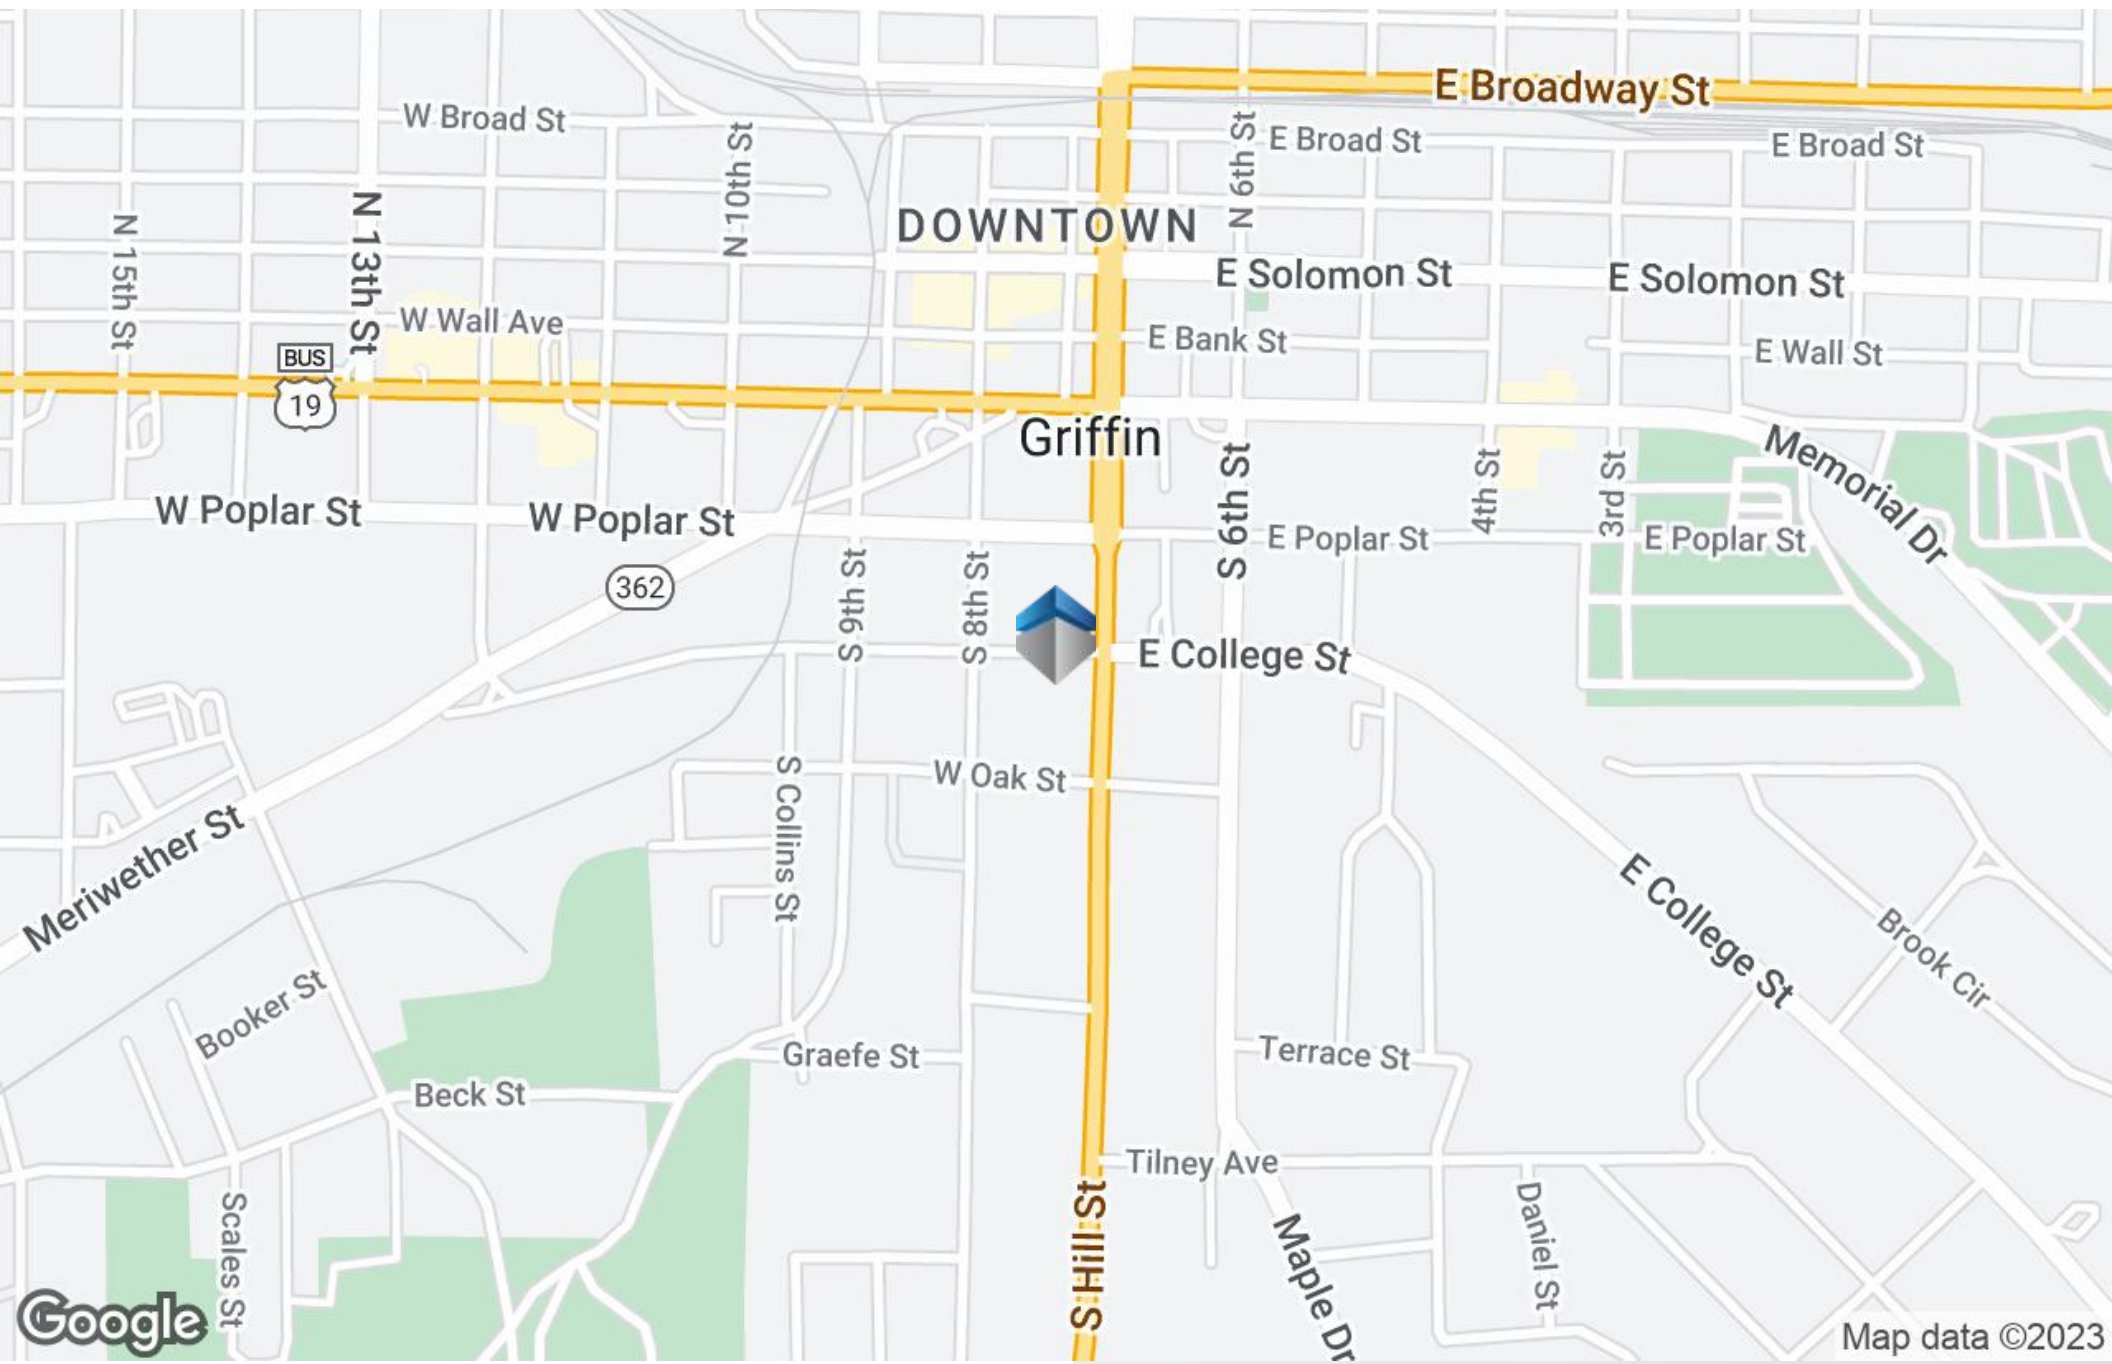 E Broadway St
W Broad St
N 10th St
N 6th St
E Broad St
E Broad St
N 15th St
N 13th St
DOWNTOWN
E Solomon St
E Solomon St
W Wall Ave
E Bank St
E Wall St
BUS
19
Griffin
Memorial Dr
W Poplar St
W Poplar St
S 6th St
4th St
3rd St
E Poplar St
E Poplar St
362
S 9th St
S 8th St
E College St
W Oak St
S Collins St
Meriwether St
E College St
Brook Cir
Booker St
Graefe St
Terrace St
Beck St
Tilney Ave
S Hill St
Scales St
Maple Dr
Daniel St
Google
Map data ©2023